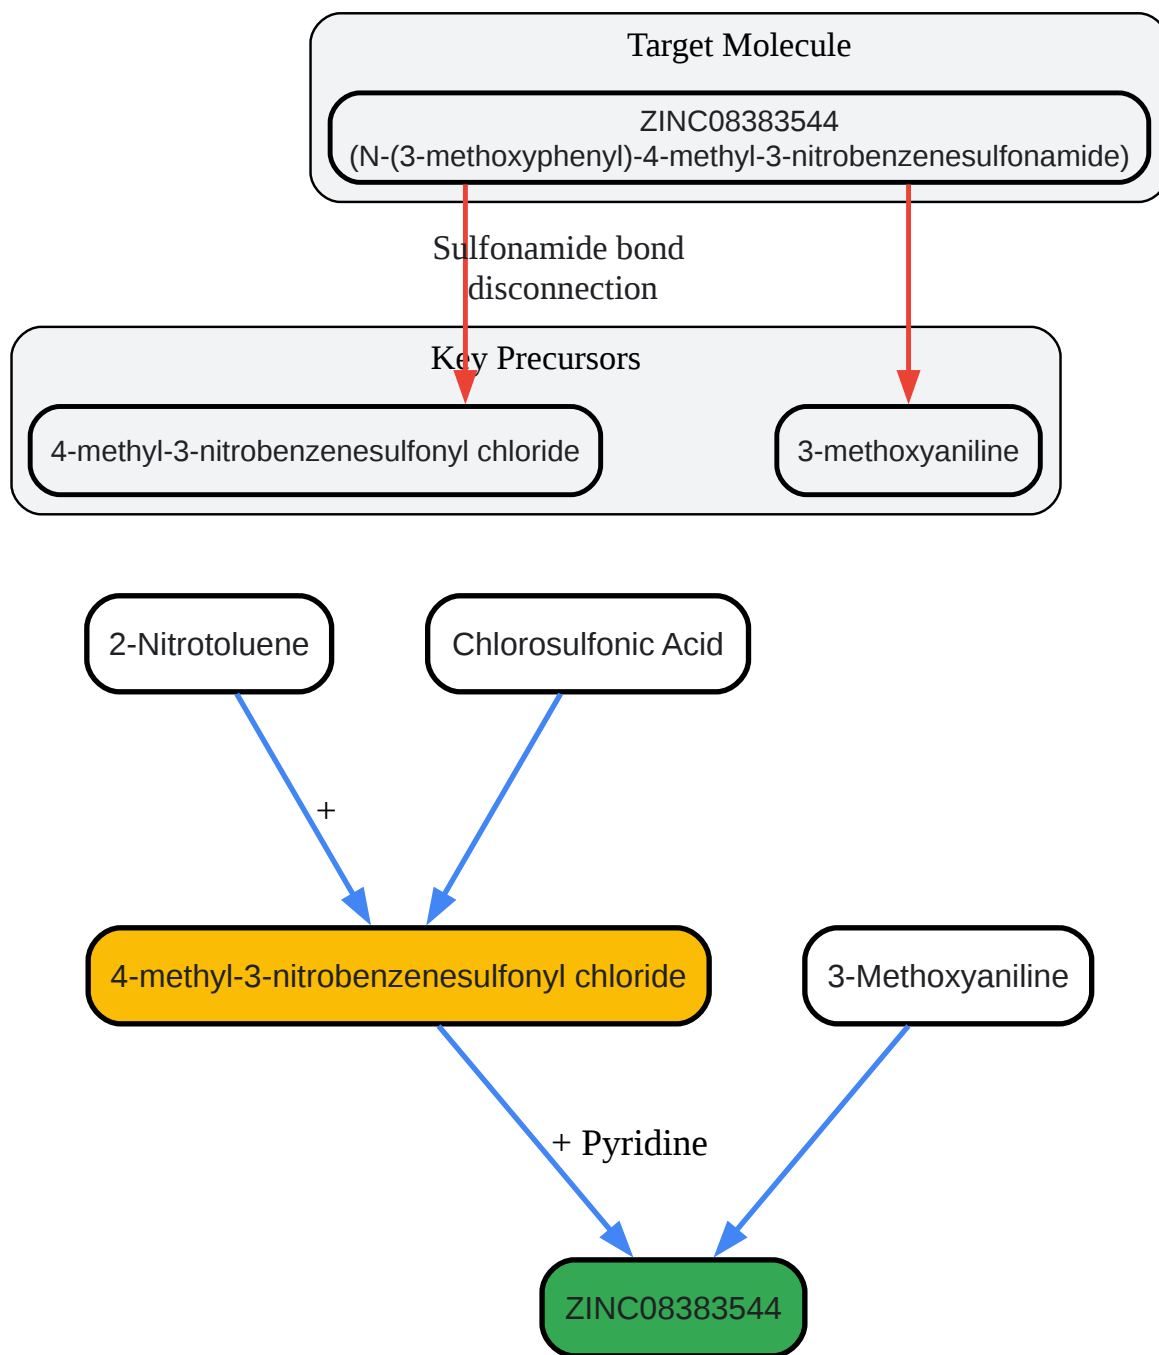 Target Molecule
ZINC08383544
(N-(3-methoxyphenyl)-4-methyl-3-nitrobenzenesulfonamide)
Sulfonamide bond
disconnection
Key Precursors
4-methyl-3-nitrobenzenesulfonyl chloride
3-methoxyaniline
2-Nitrotoluene
Chlorosulfonic Acid
+
4-methyl-3-nitrobenzenesulfonyl chloride
3-Methoxyaniline
+ Pyridine
ZINC08383544